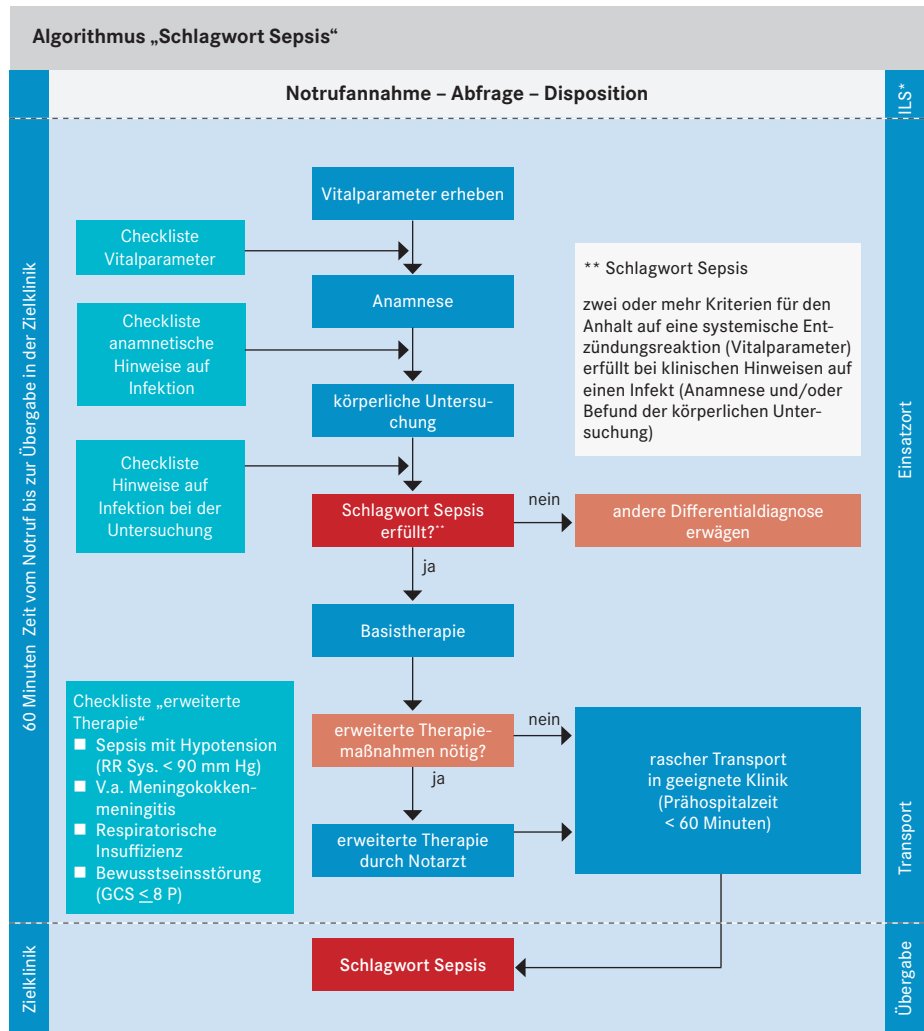 Algorithmus „Schlagwort Sepsis“
Notrufannahme – Abfrage – Disposition
ILS*
60 Minuten Zeit vom Notruf bis zur Übergabe in der Zielklinik
Vitalparameter erheben
Checkliste
Vitalparameter
Anamnese
Checkliste
anamnetische
Hinweise auf
Infektion
körperliche Untersu-
chung
Checkliste
Hinweise auf
Infektion bei der
Untersuchung
** Schlagwort Sepsis
zwei oder mehr Kriterien für den
Anhalt auf eine systemische Ent-
zündungsreaktion (Vitalparameter)
erfüllt bei klinischen Hinweisen auf
einen Infekt (Anamnese und/oder
Befund der körperlichen Unter-
suchung)
Einsatzort
Schlagwort Sepsis
erfüllt?**
nein
andere Differentialdiagnose
erwägen
ja
Basistherapie
Checkliste „erweiterte
Therapie“
Sepsis mit Hypotension
(RR Sys. < 90 mm Hg)
V.a. Meningokokken-
meningitis
Respiratorische
Insuffizienz
Bewusstseinsstörung
(GCS ≤ 8 P)
erweiterte Therapie-
maßnahmen nötig?
nein
ja
erweiterte Therapie
durch Notarzt
rascher Transport
in geeignete Klinik
(Prähospitalzeit
< 60 Minuten)
Transport
Zielklinik
Schlagwort Sepsis
Übergabe